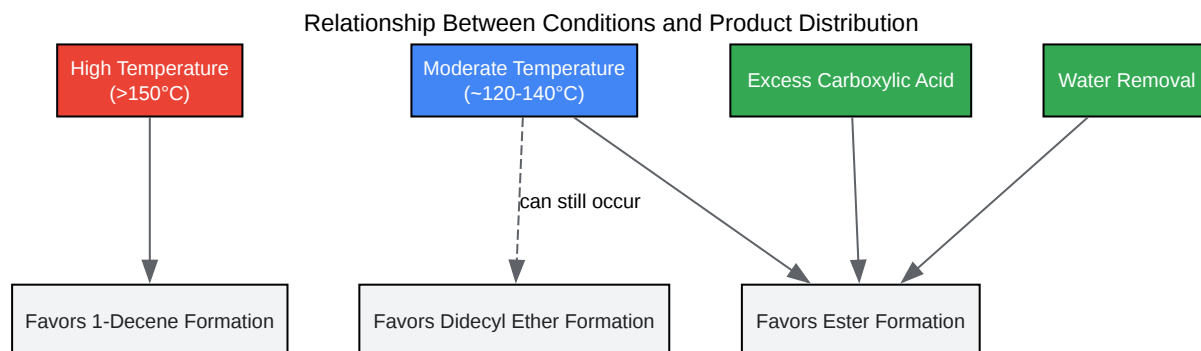 Relationship Between Conditions and Product Distribution
High Temperature
(>150°C)
Moderate Temperature
(~120-140°C)
Excess Carboxylic Acid
Water Removal
can still occur
Favors 1-Decene Formation
Favors Didecyl Ether Formation
Favors Ester Formation